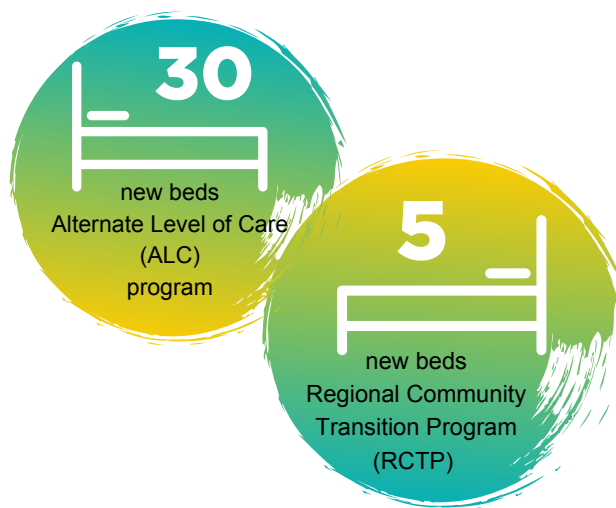 30
new beds
Alternate Level of Care
(ALC)
program
5
new beds
Regional Community
Transition Program
(RCTP)